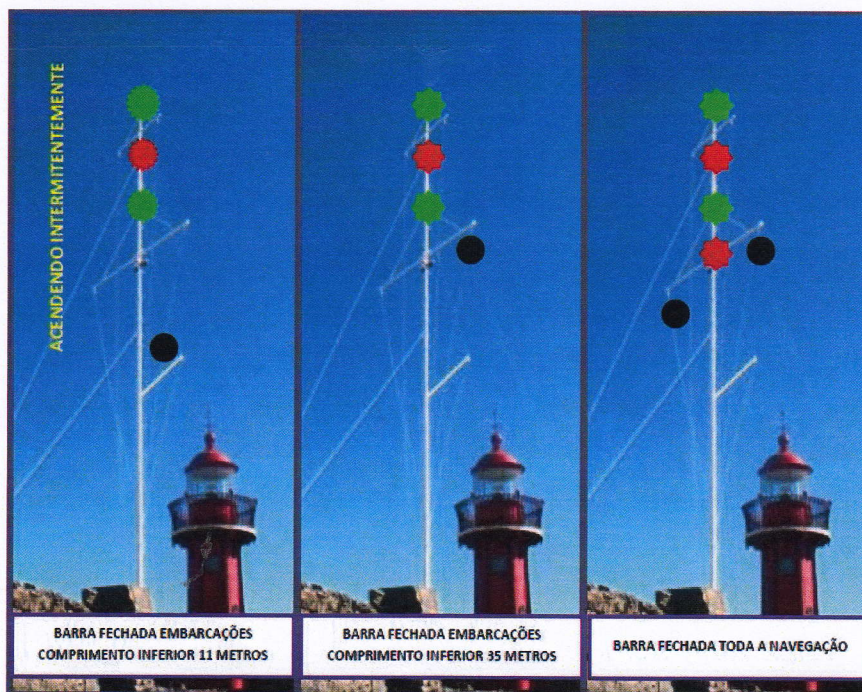 ACENDENDO INTERMITENTEMENTE
BARRA FECHADA EMBARCAÇÕES
COMPRIMENTO INFERIOR 11 METROS
BARRA FECHADA EMBARCAÇÕES
COMPRIMENTO INFERIOR 35 METROS
BARRA FECHADA TODA A NAVEGAÇÃO